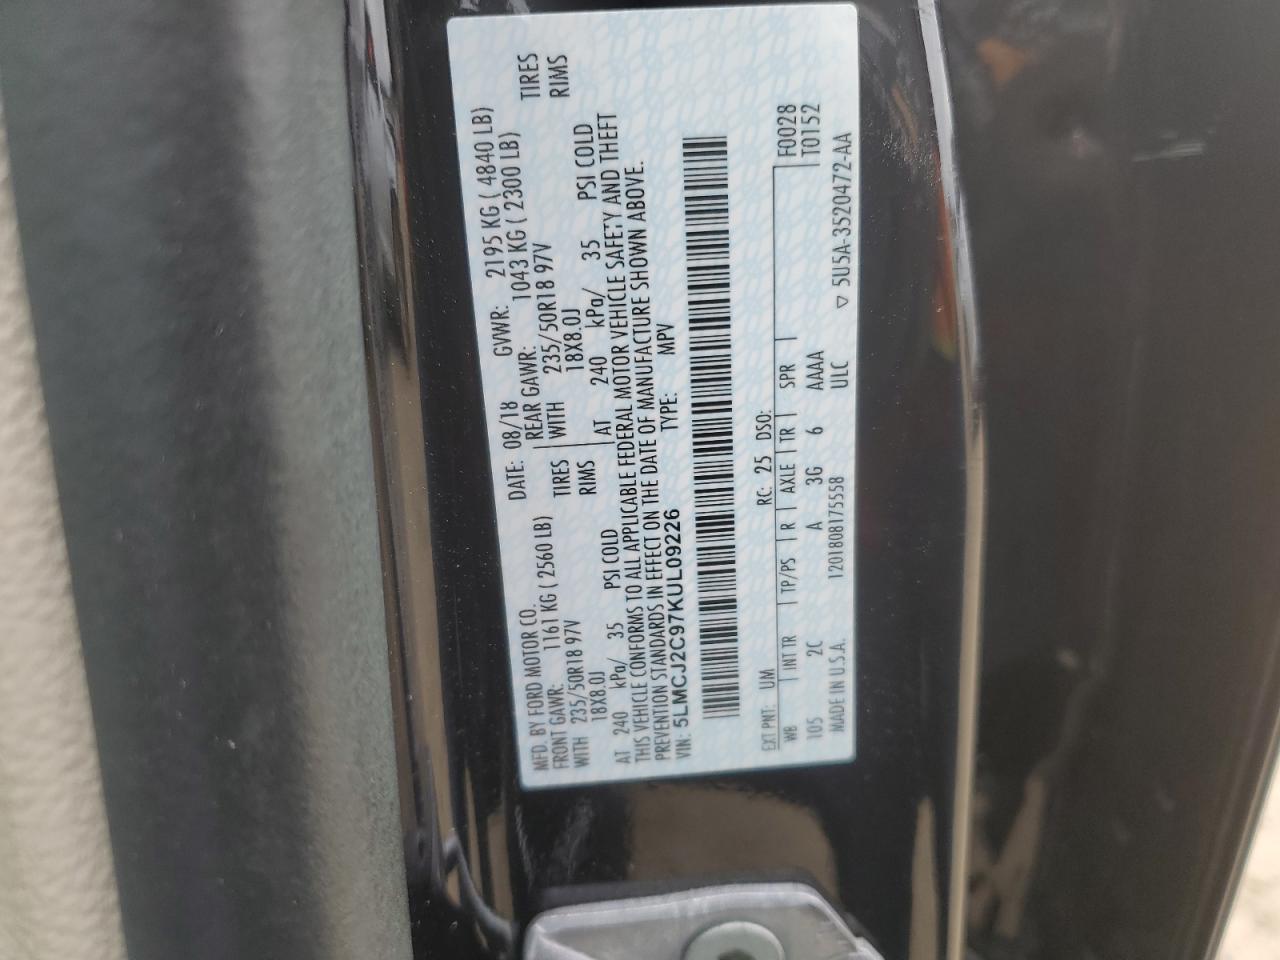 MFD. BY FORD MOTOR CO. DATE: 08/18 GVWR: 2195 KG ( 4840 LB)
FRONT GAWR: 1161 KG ( 2560 LB) REAR GAWR: 1043 KG ( 2300 LB)
WITH 235/50R18 97V TIRES WITH 235/50R18 97V TIRES
18X8.0J RIMS 18X8.0J RIMS
AT 240 kPa/ 35 PSI COLD AT 240 kPa/ 35 PSI COLD
THIS VEHICLE CONFORMS TO ALL APPLICABLE FEDERAL MOTOR VEHICLE SAFETY AND THEFT
PREVENTION STANDARDS IN EFFECT ON THE DATE OF MANUFACTURE SHOWN ABOVE.
VIN: 5LMCJ2C97KUL09226 TYPE: MPV
EXT PNT: UM RC: 25 DSO:
WB INT TR TP/PS R AXLE TR SPR F0028
105 2C A 3G 6 AAAA T0152
MADE IN U.S.A. 1201808175558 ULC ▽ 5U5A-3520472-AA